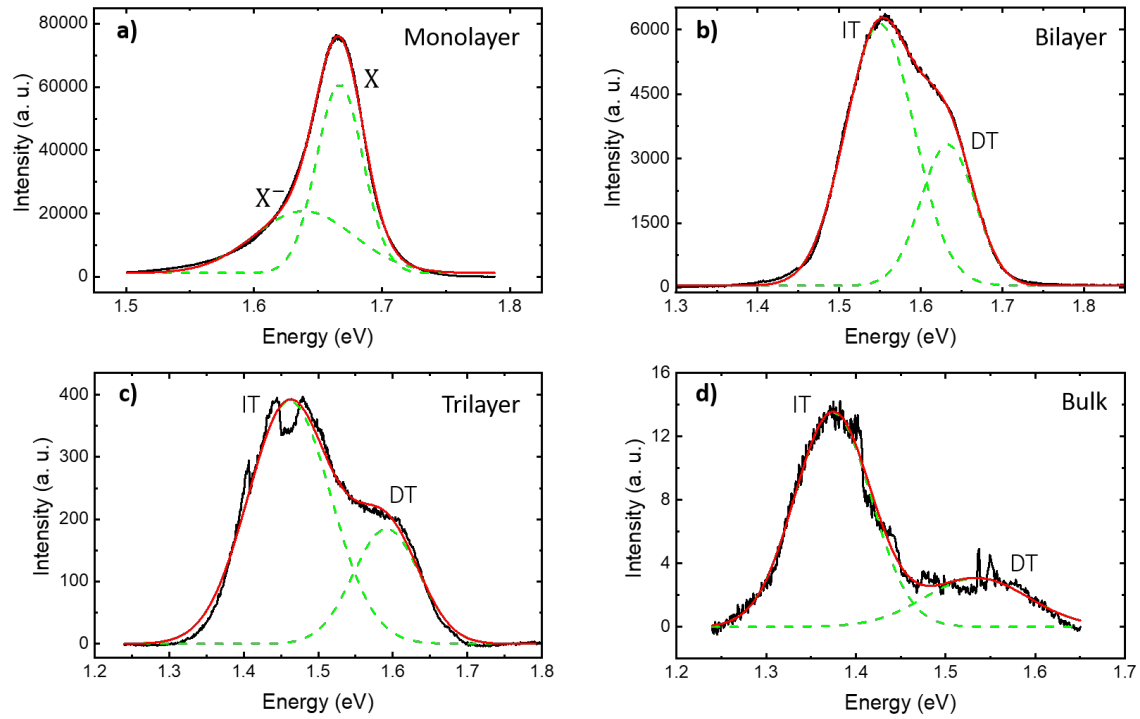 a)
Monolayer
X
X⁻
80000
60000
40000
20000
0
1.5
1.6
1.7
1.8
Intensity (a. u.)
Energy (eV)
b)
Bilayer
IT
DT
6000
4500
3000
1500
0
1.3
1.4
1.5
1.6
1.7
1.8
Intensity (a. u.)
Energy (eV)
c)
Trilayer
IT
DT
400
300
200
100
0
1.2
1.3
1.4
1.5
1.6
1.7
1.8
Intensity (a. u.)
Energy (eV)
d)
Bulk
IT
DT
16
12
8
4
0
1.2
1.3
1.4
1.5
1.6
1.7
Intensity (a. u.)
Energy (eV)